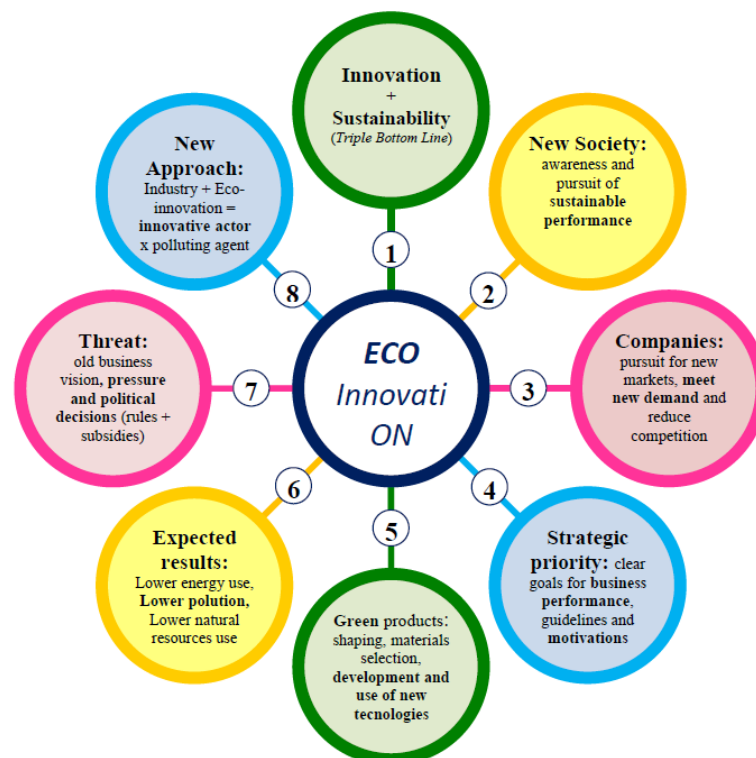 Innovation
+
Sustainability
(Triple Bottom Line)
1
New Society:
awareness and
pursuit of
sustainable
performance
2
Companies:
pursuit for new
markets, meet
new demand and
reduce
competition
3
Strategic
priority: clear
goals for business
performance,
guidelines and
motivations
4
Green products:
shaping, materials
selection,
development and
use of new
tecnologies
5
Expected
results:
Lower energy use,
Lower polution,
Lower natural
resources use
6
Threat:
old business
vision, pressure
and political
decisions (rules +
subsidies)
7
New
Approach:
Industry + Eco-
innovation =
innovative actor
x polluting agent
8
ECO
Innovati
ON